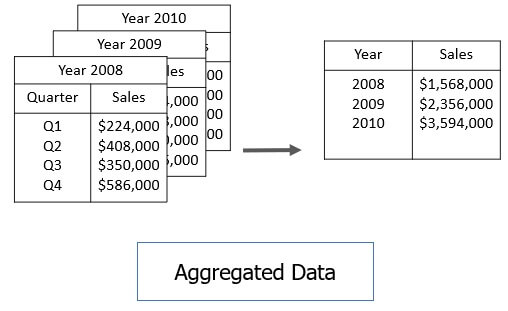 Year 2010
Year 2009
Year 2008
Quarter Sales
Q1 $224,000
Q2 $408,000
Q3 $350,000
Q4 $586,000
Year Sales
2008 $1,568,000
2009 $2,356,000
2010 $3,594,000
Aggregated Data